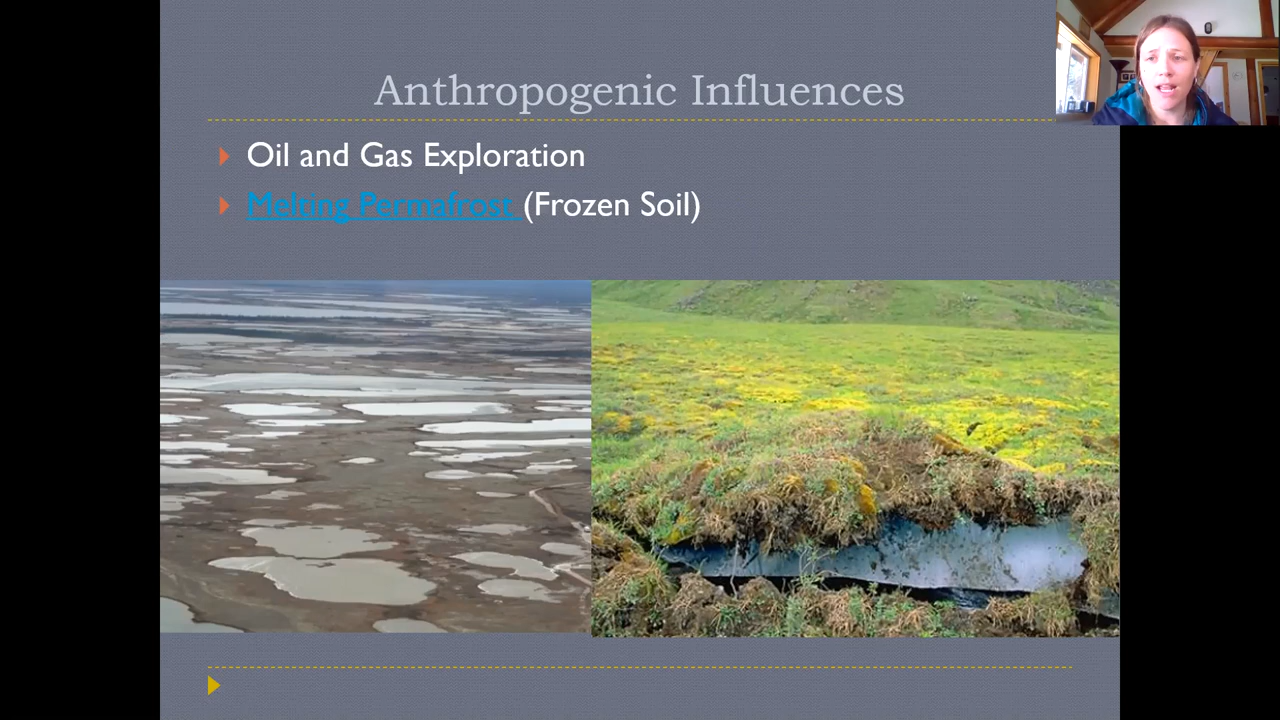 Anthropogenic Influences
Oil and Gas Exploration
Melting Permafrost (Frozen Soil)